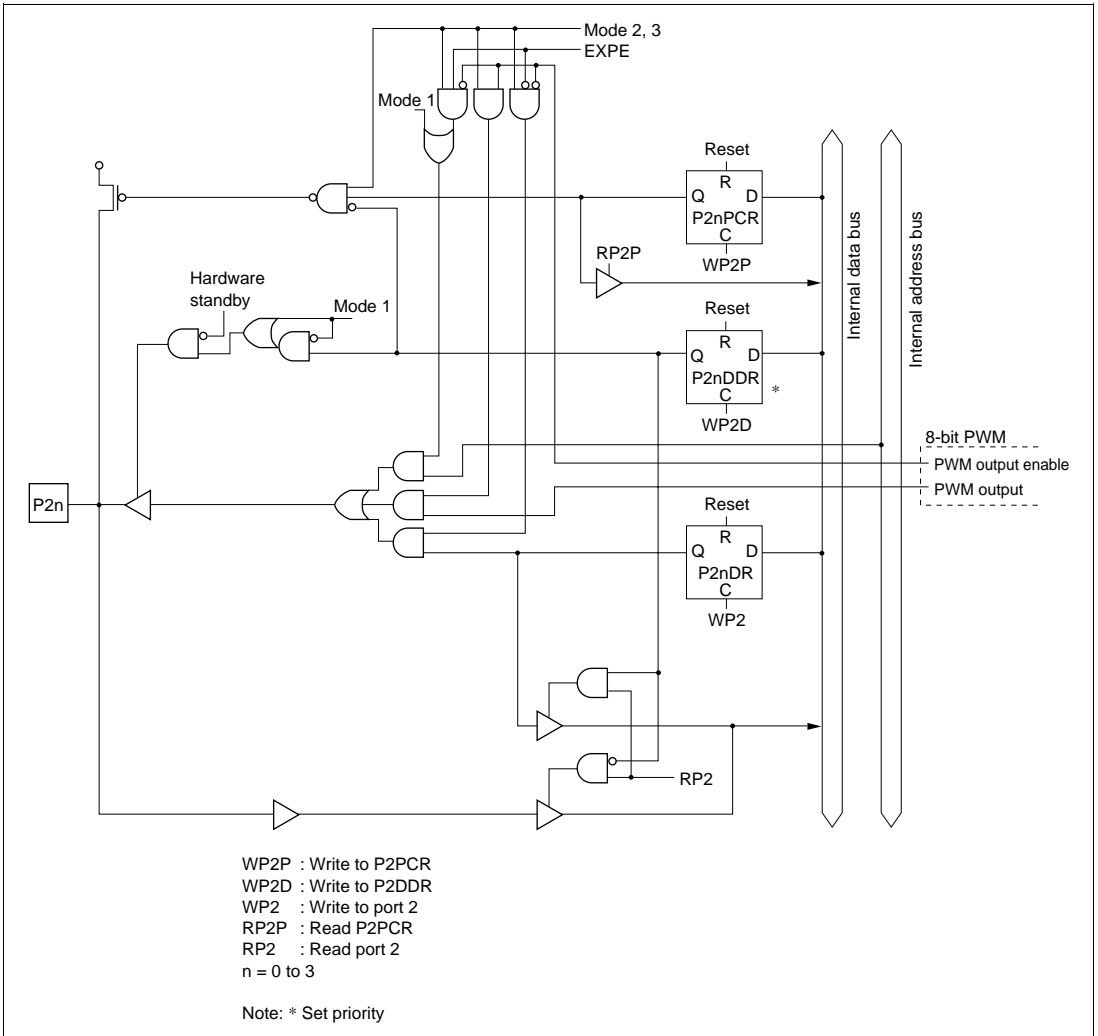 Mode 2, 3
EXPE
Mode 1
Reset
R
Q D
P2nPCR
C
WP2P
RP2P
Hardware
standby
Mode 1
Reset
R
Q D
P2nDDR
C
*
WP2D
Internal data bus
Internal address bus
8-bit PWM
PWM output enable
PWM output
P2n
Reset
R
Q D
P2nDR
C
WP2
RP2
WP2P : Write to P2PCR
WP2D : Write to P2DDR
WP2 : Write to port 2
RP2P : Read P2PCR
RP2 : Read port 2
n = 0 to 3
Note: * Set priority